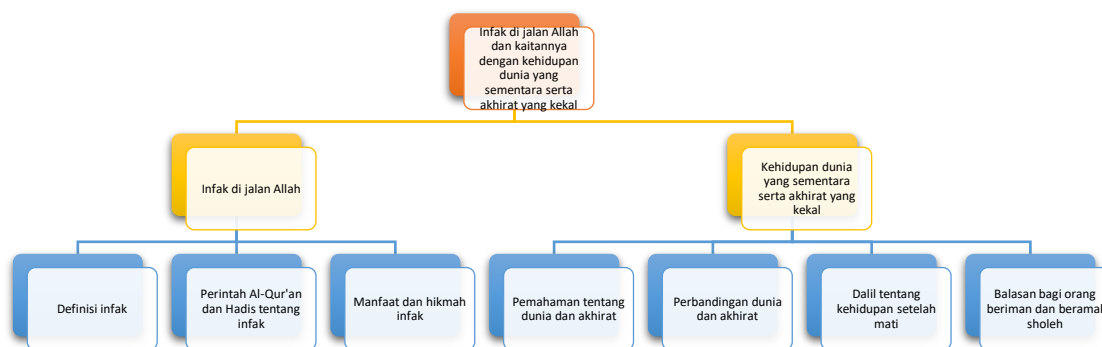 Infak di jalan Allah
dan kaitannya
dengan kehidupan
dunia yang
sementara serta
akhirat yang kekal
Infak di jalan Allah
Kehidupan dunia
yang sementara
serta akhirat yang
kekal
Definisi infak
Perintah Al-Qur'an
dan Hadis tentang
infak
Manfaat dan hikmah
infak
Pemahaman tentang
dunia dan akhirat
Perbandingan dunia
dan akhirat
Dalil tentang
kehidupan setelah
mati
Balasan bagi orang
beriman dan beramal
sholeh